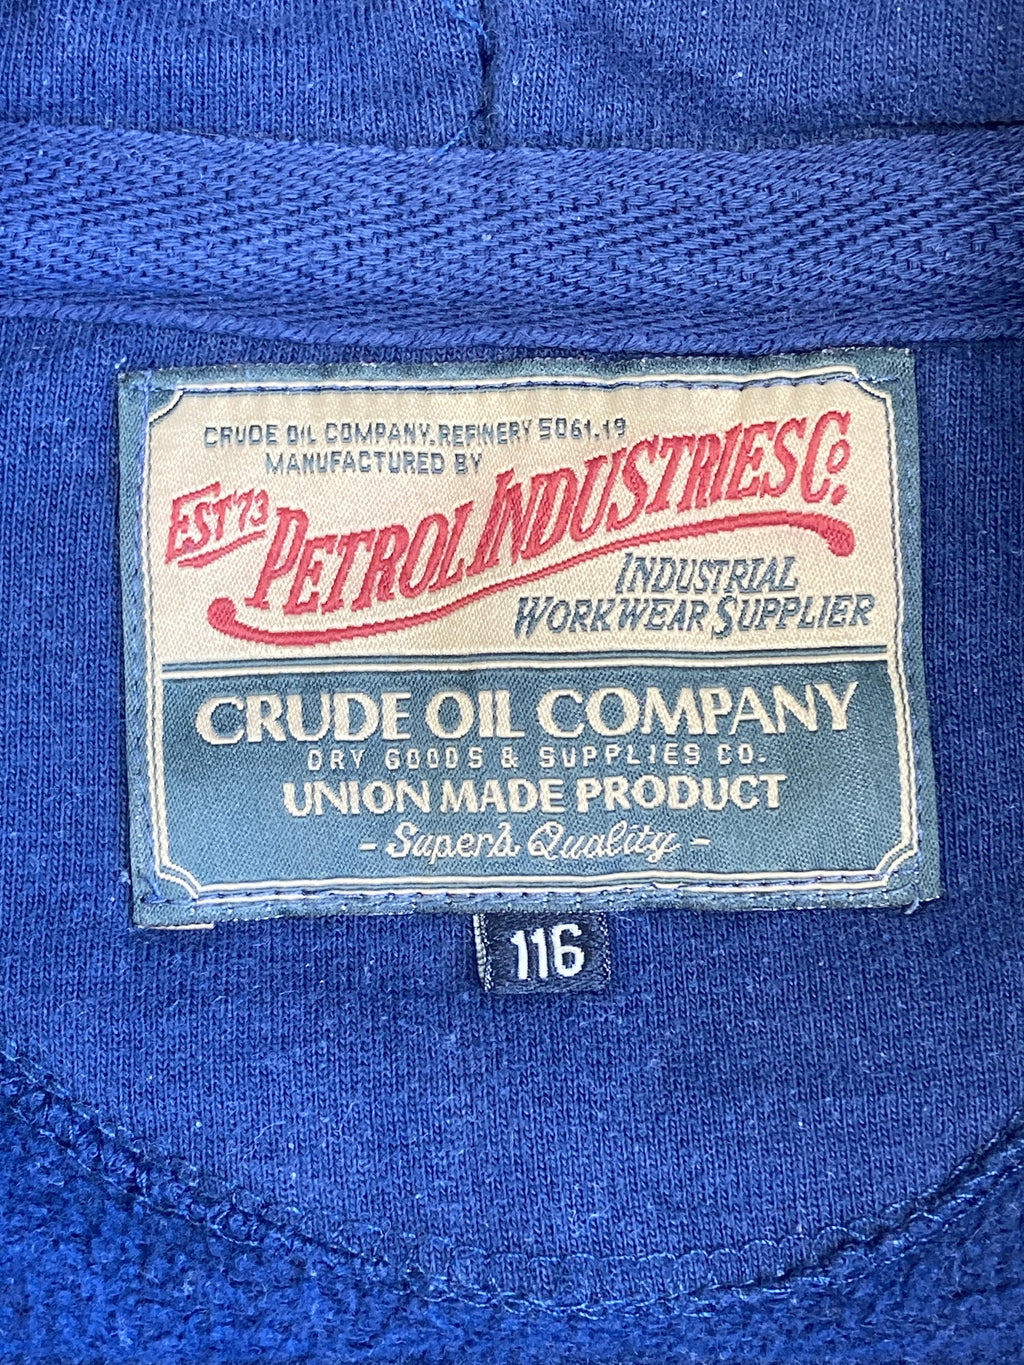 CRUDE OIL COMPANY. REFINERY 5061.19
MANUFACTURED BY
EST'73
PETROL INDUSTRIES Co.
INDUSTRIAL
WORKWEAR SUPPLIER
CRUDE OIL COMPANY
DRY GOODS & SUPPLIES CO.
UNION MADE PRODUCT
- Superb Quality -
116